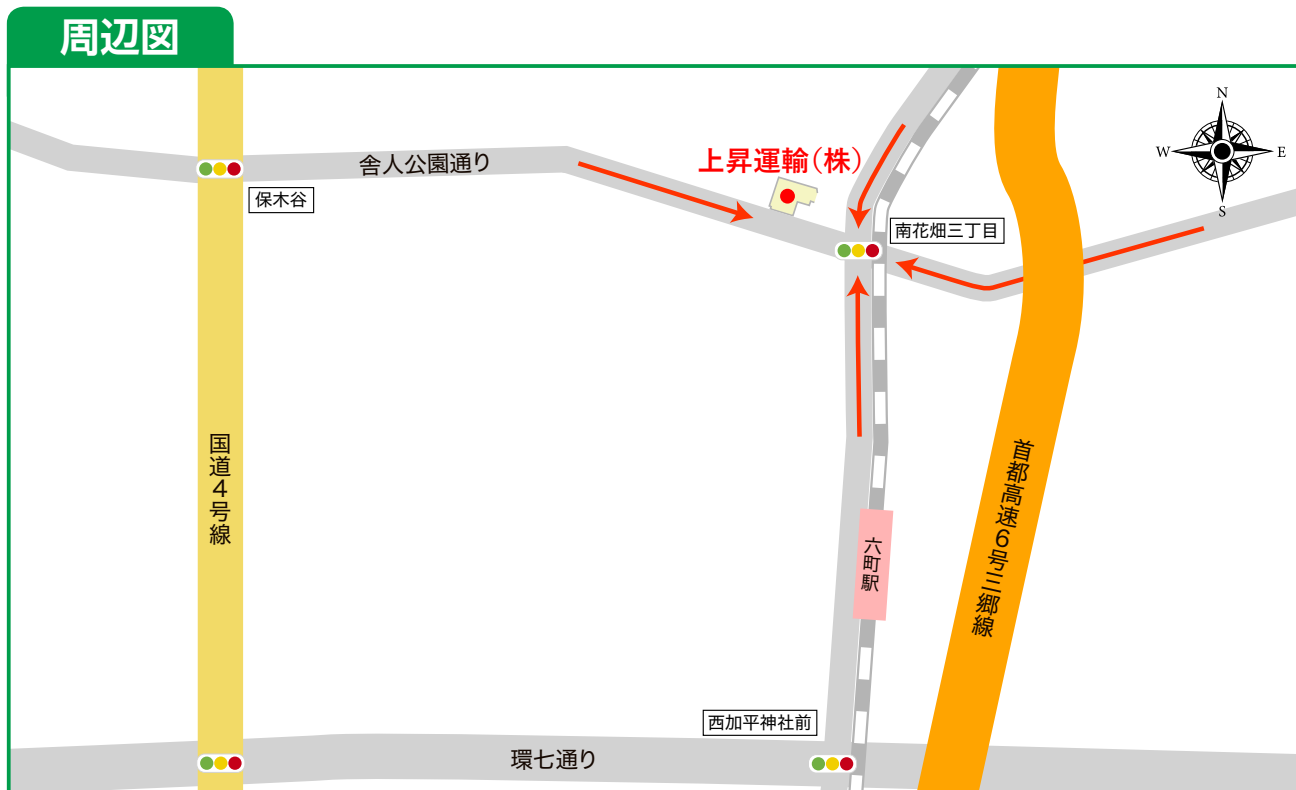 周辺図
N
W
E
S
上昇運輸(株)
舎人公園通り
保木谷
南花畑三丁目
国道4号線
首都高速6号三郷線
六町駅
西加平神社前
環七通り